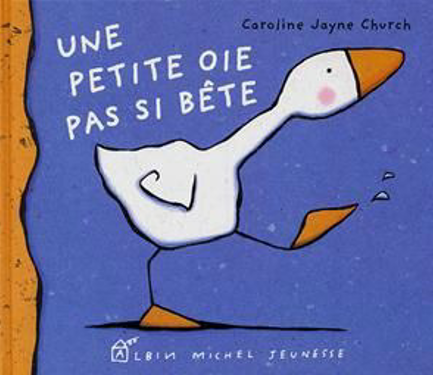 Caroline Jayne Church
UNE
PETITE OIE
PAS SI BÊTE
ALBIN MICHEL JEUNESSE